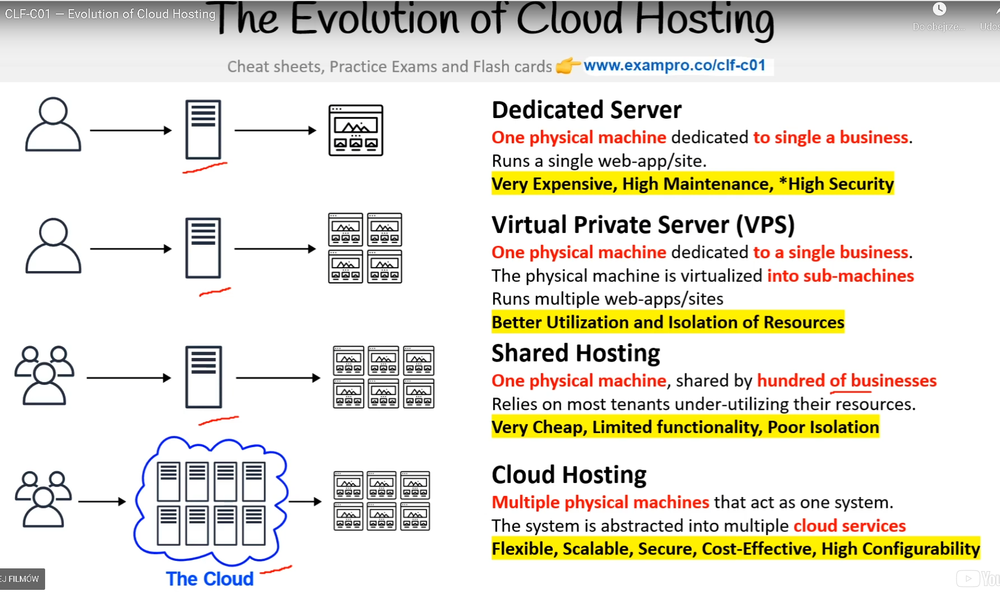 CLF-C01 — Evolution of Cloud Hosting
The Evolution of Cloud Hosting
Do obejrze...
Cheat sheets, Practice Exams and Flash cards 👉 www.exampro.co/clf-c01
Dedicated Server
One physical machine dedicated to single a business.
Runs a single web-app/site.
Very Expensive, High Maintenance, *High Security
Virtual Private Server (VPS)
One physical machine dedicated to a single business.
The physical machine is virtualized into sub-machines
Runs multiple web-apps/sites
Better Utilization and Isolation of Resources
Shared Hosting
One physical machine, shared by hundred of businesses
Relies on most tenants under-utilizing their resources.
Very Cheap, Limited functionality, Poor Isolation
Cloud Hosting
Multiple physical machines that act as one system.
The system is abstracted into multiple cloud services
Flexible, Scalable, Secure, Cost-Effective, High Configurability
The Cloud
FILMÓW